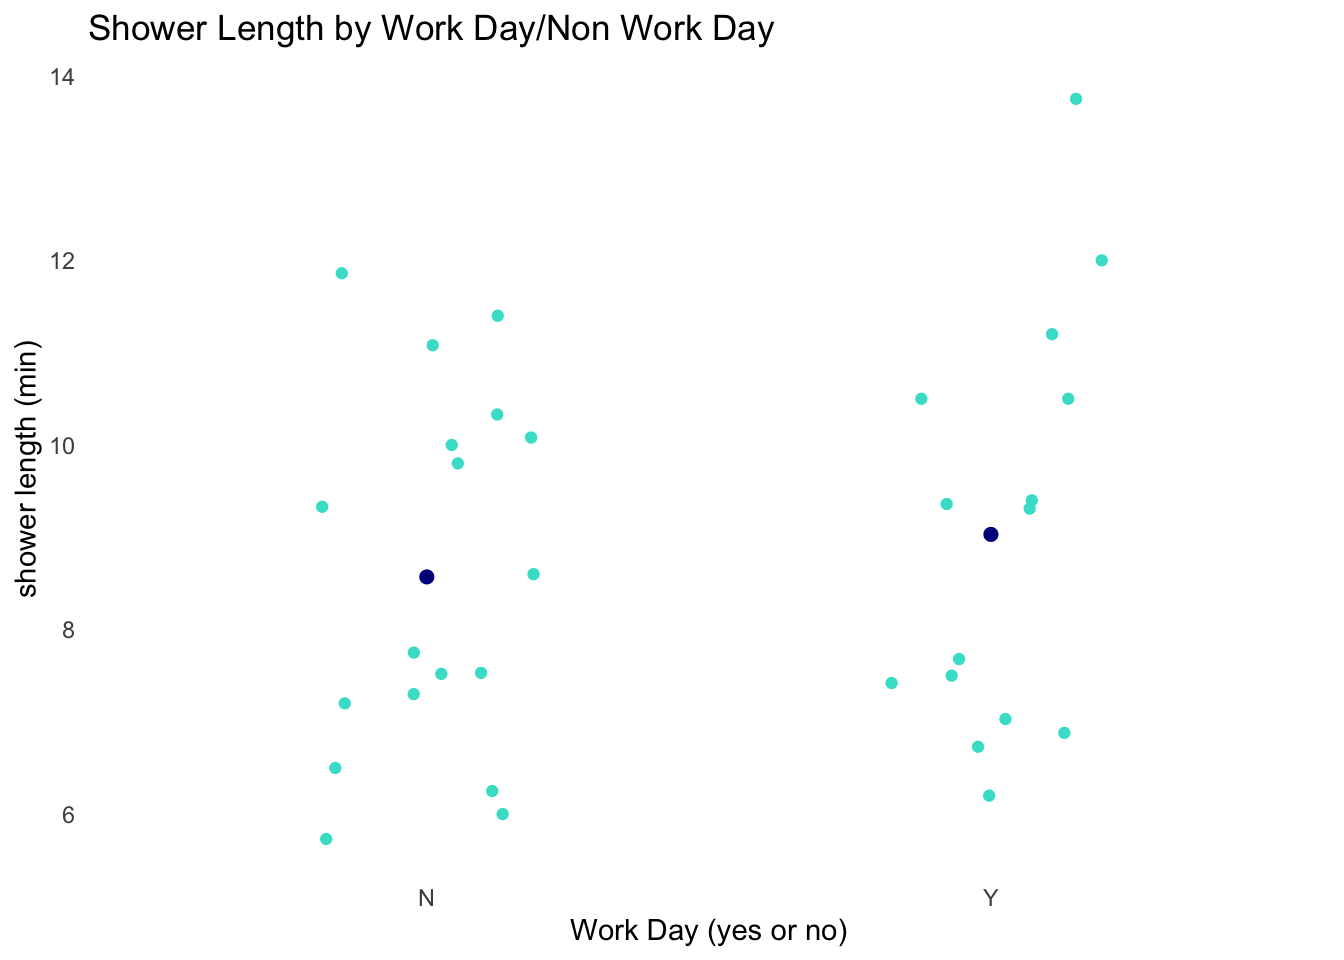 Shower Length by Work Day/Non Work Day
14
12
10
8
6
shower length (min)
N
Y
Work Day (yes or no)